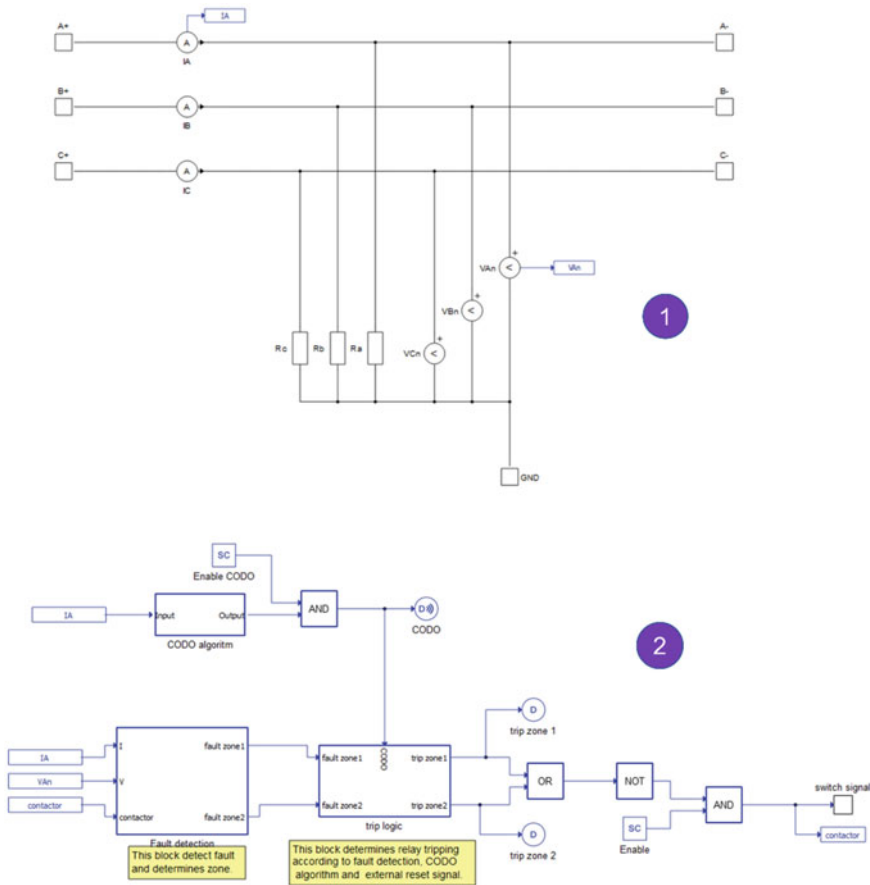 IA
A+
A
A-
IA
B+
A
B-
IB
C+
A
C-
IC
+
VAn
<
VAn
+
VBn
<
1
+
Rc
Rb
Ra
VCn
<
GND
SC
Enable CODO
IA
Input
Output
AND
D
CODO
CODO algoritm
2
D
trip zone 1
IA
I
fault zone1
fault zone1
CODO
trip zone1
VAn
V
OR
NOT
switch signal
AND
contactor
contactor
fault zone2
fault zone2
trip zone2
SC
Enable
contactor
Fault detection
trip logic
D
trip zone 2
This block detect fault
and determines zone.
This block determines relay tripping
according to fault detection, CODO
algorithm and external reset signal.